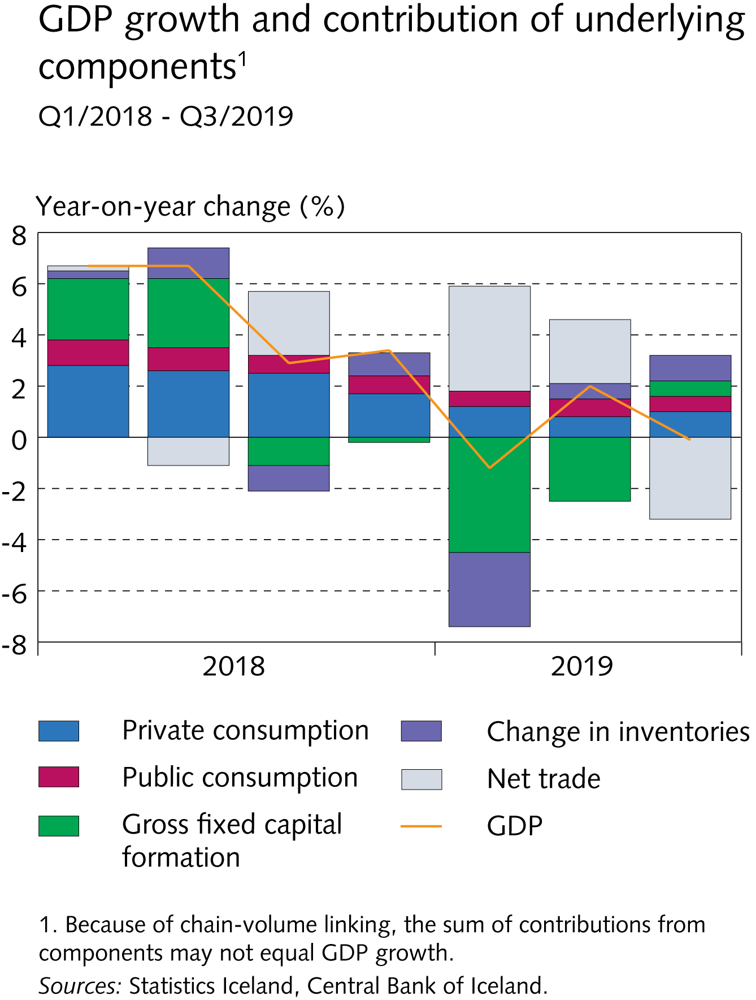 GDP growth and contribution of underlying
components¹
Q1/2018 - Q3/2019
Year-on-year change (%)
8
6
4
2
0
-2
-4
-6
-8
2018 2019
Private consumption Change in inventories
Public consumption Net trade
Gross fixed capital GDP
formation
1. Because of chain-volume linking, the sum of contributions from
components may not equal GDP growth.
Sources: Statistics Iceland, Central Bank of Iceland.